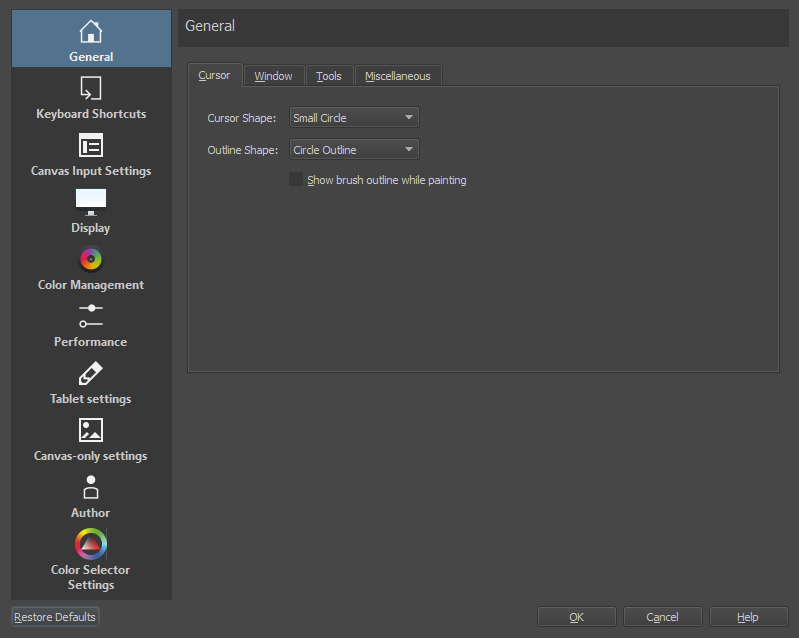 General
Keyboard Shortcuts
Canvas Input Settings
Display
Color Management
Performance
Tablet settings
Canvas-only settings
Author
Color Selector
Settings
General
Cursor Window Tools Miscellaneous
Cursor Shape: Small Circle
Outline Shape: Circle Outline
Show brush outline while painting
Restore Defaults OK Cancel Help